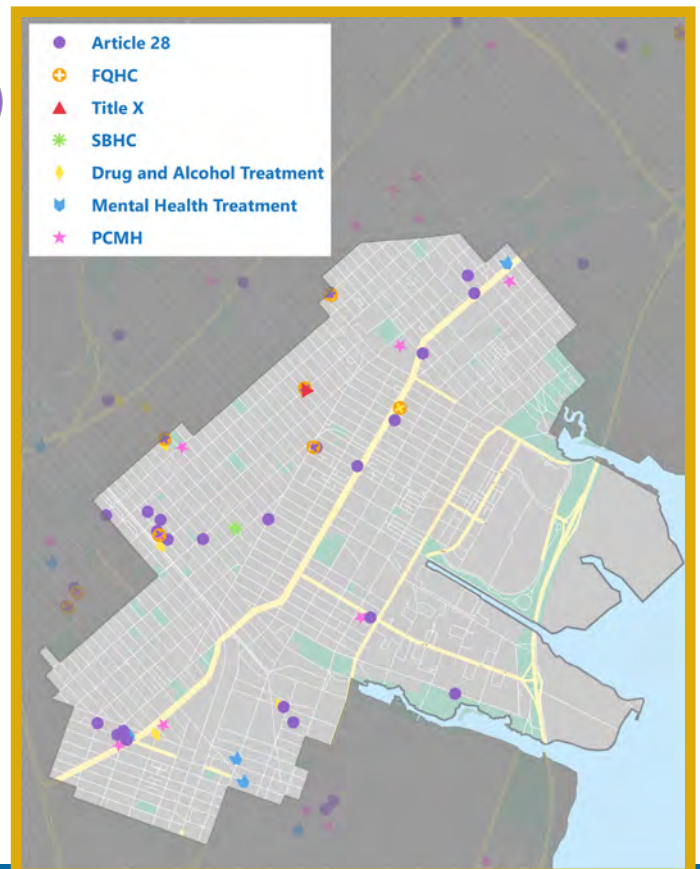 Article 28
FQHC
Title X
SBHC
Drug and Alcohol Treatment
Mental Health Treatment
PCMH